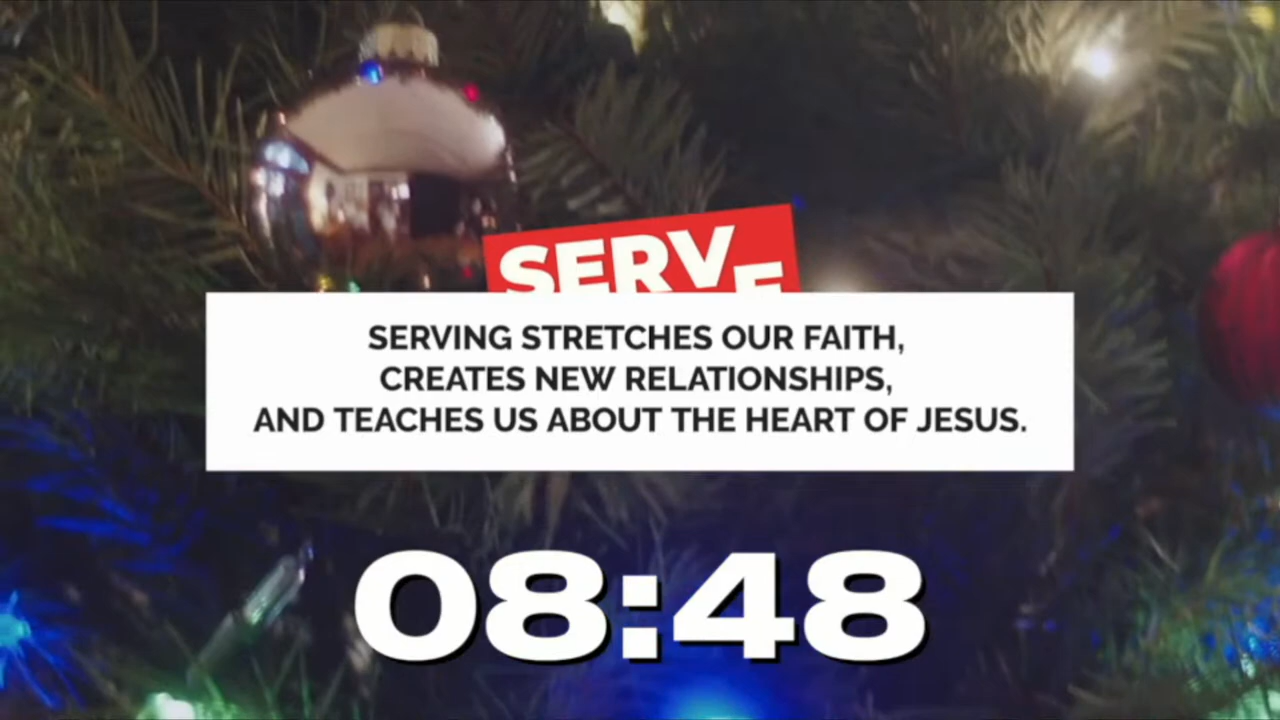 SERVE
SERVING STRETCHES OUR FAITH,
CREATES NEW RELATIONSHIPS,
AND TEACHES US ABOUT THE HEART OF JESUS.
08:48